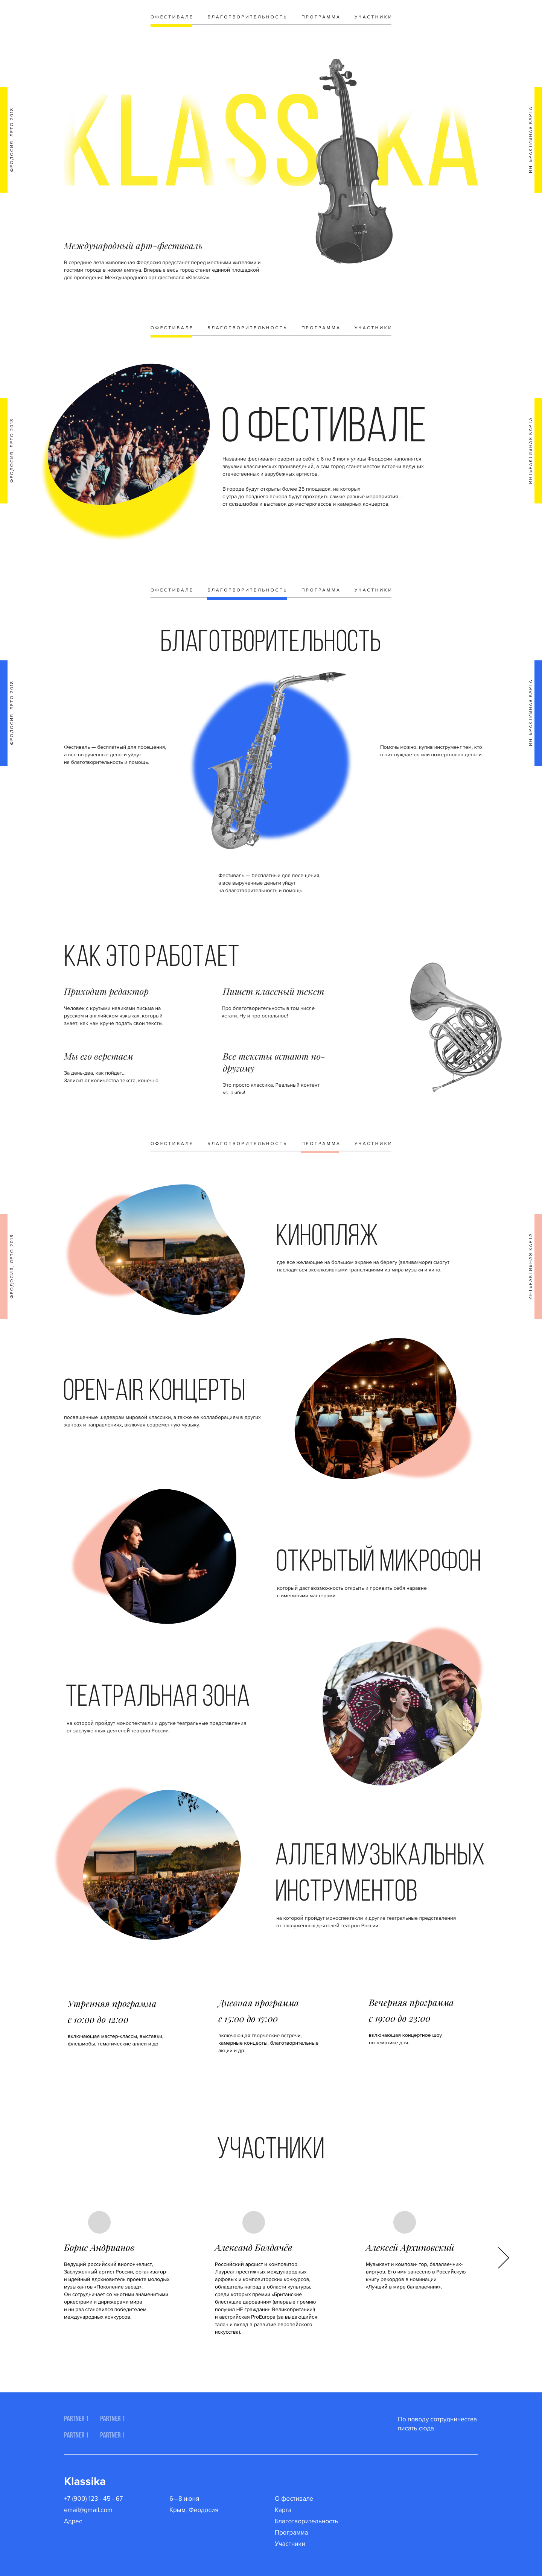 ОФЕСТИВАЛЕ БЛАГОТВОРИТЕЛЬНОСТЬ ПРОГРАММА УЧАСТНИКИ
ФЕОДОСИЯ, ЛЕТО 2018
ИНТЕРАКТИВНАЯ КАРТА
KLASSIKA
Международный арт-фестиваль
В середине лета живописная Феодосия предстанет перед местными жителями и
гостями города в новом амплуа. Впервые весь город станет единой площадкой
для проведения Международного арт-фестиваля «Klassika».
ОФЕСТИВАЛЕ БЛАГОТВОРИТЕЛЬНОСТЬ ПРОГРАММА УЧАСТНИКИ
ФЕОДОСИЯ, ЛЕТО 2018
ИНТЕРАКТИВНАЯ КАРТА
О ФЕСТИВАЛЕ
Название фестиваля говорит за себя: с 6 по 8 июля улицы Феодосии наполнятся
звуками классических произведений, а сам город станет местом встречи ведущих
отечественных и зарубежных артистов.
В городе будут открыты более 25 площадок, на которых
с утра до позднего вечера будут проходить самые разные мероприятия —
от флэшмобов и выставок до мастерклассов и камерных концертов.
ОФЕСТИВАЛЕ БЛАГОТВОРИТЕЛЬНОСТЬ ПРОГРАММА УЧАСТНИКИ
ФЕОДОСИЯ, ЛЕТО 2018
ИНТЕРАКТИВНАЯ КАРТА
БЛАГОТВОРИТЕЛЬНОСТЬ
Фестиваль — бесплатный для посещения,
а все вырученные деньги уйдут
на благотворительность и помощь.
Помочь можно, купив инструмент тем, кто
в них нуждается или пожертвовав деньги.
Фестиваль — бесплатный для посещения,
а все вырученные деньги уйдут
на благотворительность и помощь.
КАК ЭТО РАБОТАЕТ
Приходит редактор
Человек с крутыми навиками письма на
русском и английском языках, который
знает, как нам круче подать свои тексты.
Пишет классный текст
Про благотворительность в том числе
кстати. Ну и про остальное!
Мы его верстаем
За день-два, как пойдет...
Зависит от количества текста, конечно.
Все тексты встают по-
другому
Это просто классика. Реальный контент
vs. рыбы!
ОФЕСТИВАЛЕ БЛАГОТВОРИТЕЛЬНОСТЬ ПРОГРАММА УЧАСТНИКИ
ФЕОДОСИЯ, ЛЕТО 2018
ИНТЕРАКТИВНАЯ КАРТА
КИНОПЛЯЖ
где все желающие на большом экране на берегу (залива/моря) смогут
насладиться эксклюзивными трансляциями из мира музыки и кино.
OPEN-AIR КОНЦЕРТЫ
посвященные шедеврам мировой классики, а также ее коллаборациям в других
жанрах и направлениях, включая современную музыку.
ОТКРЫТЫЙ МИКРОФОН
который даст возможность открыть и проявить себя наравне
с именитыми мастерами.
ТЕАТРАЛЬНАЯ ЗОНА
на которой пройдут моноспектакли и другие театральные представления
от заслуженных деятелей театров России.
АЛЛЕЯ МУЗЫКАЛЬНЫХ
ИНСТРУМЕНТОВ
на которой пройдут моноспектакли и другие театральные представления
от заслуженных деятелей театров России.
Утренняя программа
с 10:00 до 12:00
включающая мастер-классы, выставки,
флешмобы, тематические аллеи и др
Дневная программа
с 15:00 до 17:00
включающая творческие встречи,
камерные концерты, благотворительные
акции и др.
Вечерняя программа
с 19:00 до 23:00
включающая концертное шоу
по тематике дня.
УЧАСТНИКИ
Борис Андрианов
Ведущий российский виолончелист,
Заслуженный артист России, организатор
и идейный вдохновитель проекта молодых
музыкантов «Поколение звезд».
Он сотрудничает со многими знаменитыми
оркестрами и дирижерами мира
и ни раз становился победителем
международных конкурсов.
Александ Болдачёв
Российский арфист и композитор,
Лауреат престижных международных
арфовых и композиторских конкурсов,
обладатель наград в области культуры,
среди которых премии «Британские
блестящие дарования» (впервые премию
получил НЕ гражданин Великобритании!)
и австрийская ProEuropa (за выдающийся
талан и вклад в развитие европейского
искусства).
Алексей Архиповский
Музыкант и компози- тор, балалаечник-
виртуоз. Его имя занесено в Российскую
книгу рекордов в номинации
«Лучший в мире балалаечник».
PARTNER 1 PARTNER 1
PARTNER 1 PARTNER 1
По поводу сотрудничества
писать сюда
Klassika
+7 (900) 123 - 45 - 67
email@gmail.com
Адрес
6—8 июня
Крым, Феодосия
О фестивале
Карта
Благотворительность
Программа
Участники